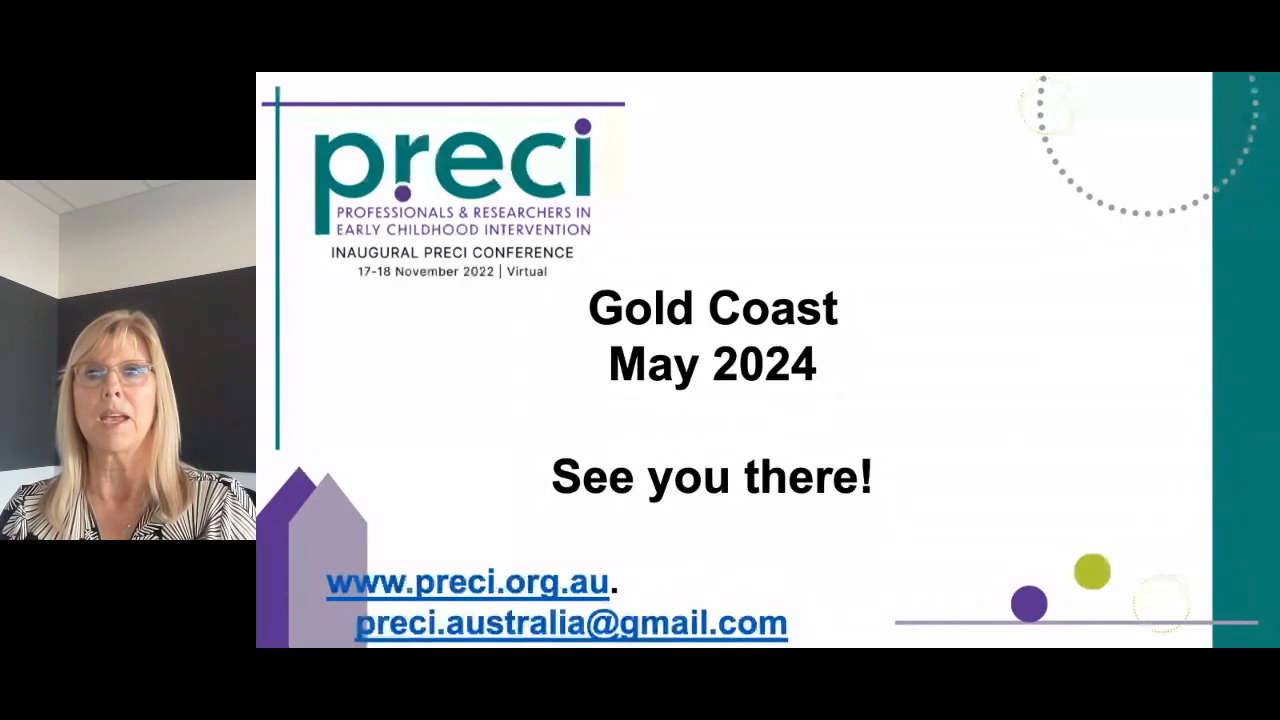 preci
PROFESSIONALS & RESEARCHERS IN
EARLY CHILDHOOD INTERVENTION
INAUGURAL PRECI CONFERENCE
17-18 November 2022 | Virtual
Gold Coast
May 2024
See you there!
www.preci.org.au.
preci.australia@gmail.com